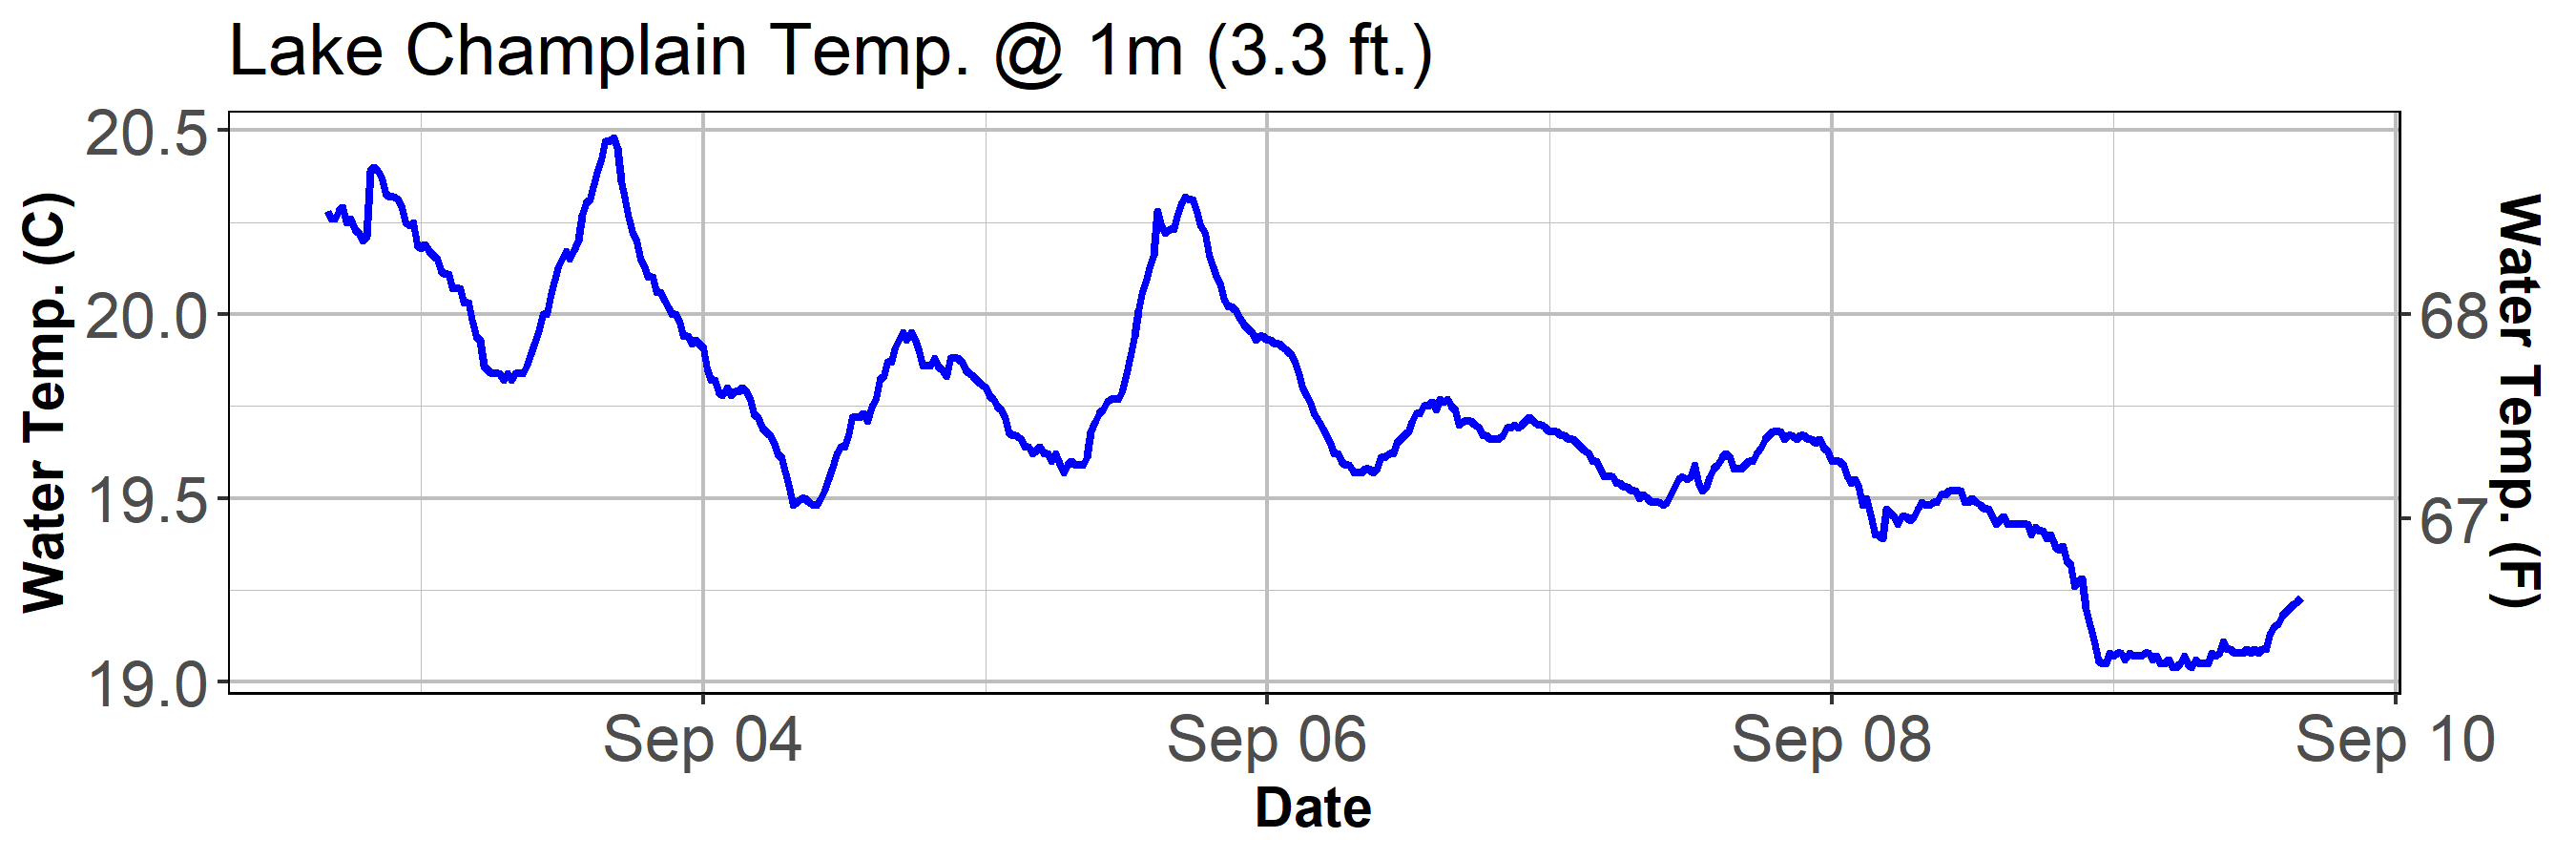 Lake Champlain Temp. @ 1m (3.3 ft.)
Water Temp. (C)
20.5
20.0
19.5
19.0
68
67
Water Temp. (F)
Sep 04
Sep 06
Sep 08
Sep 10
Date